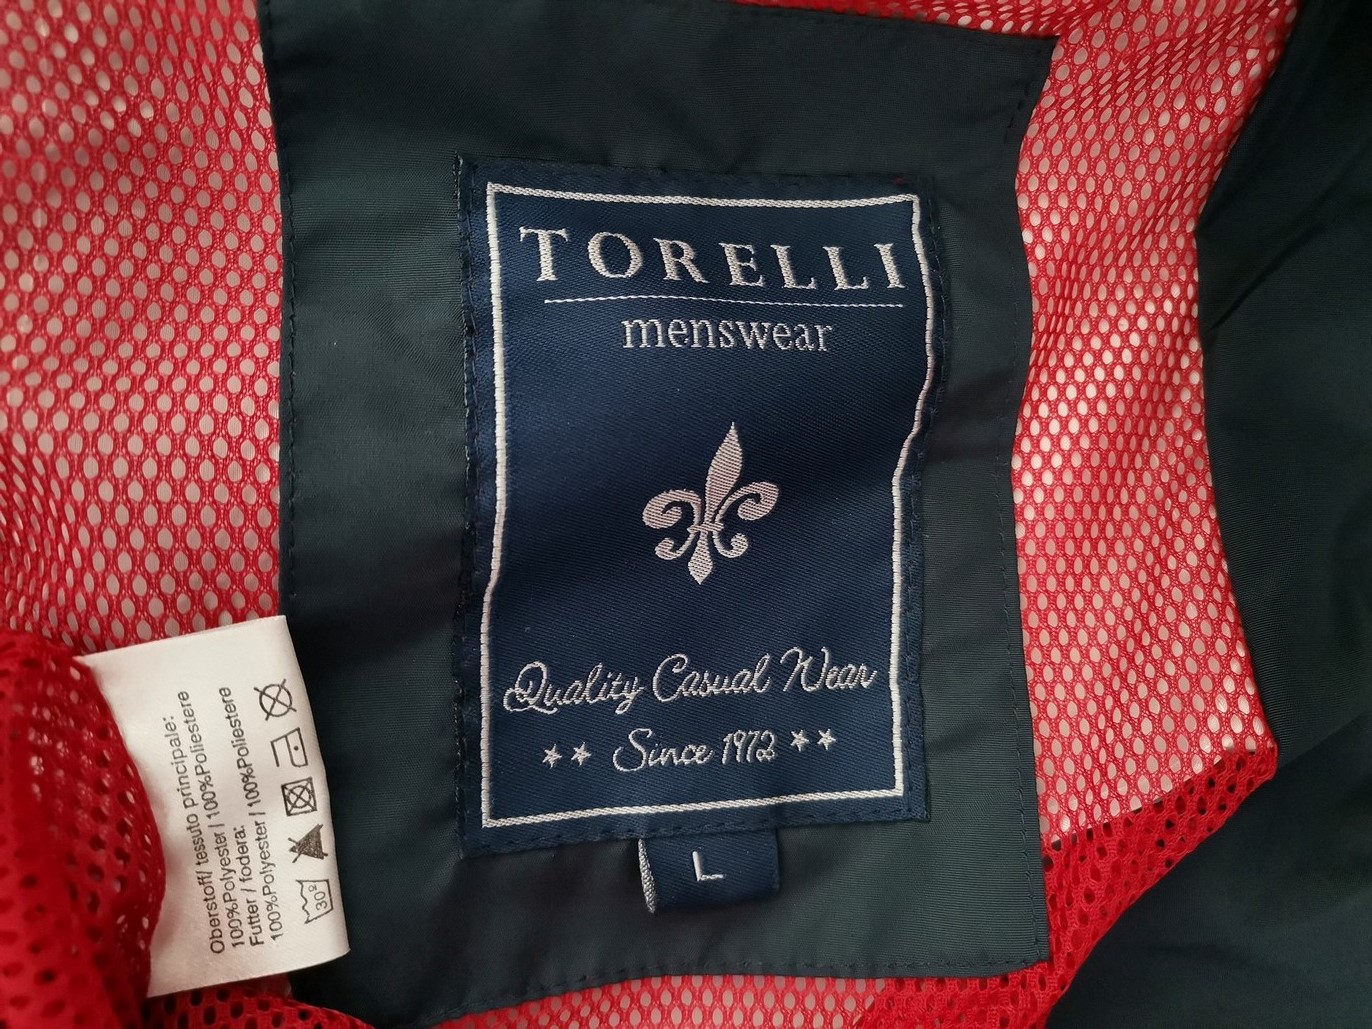 TORELLI
menswear
Quality Casual Wear
Since 1972
L
Oberstoff/ tessuto principale:
100%Polyester / 100%Poliestere
Futter / fodera:
100%Polyester / 100%Poliestere
30°